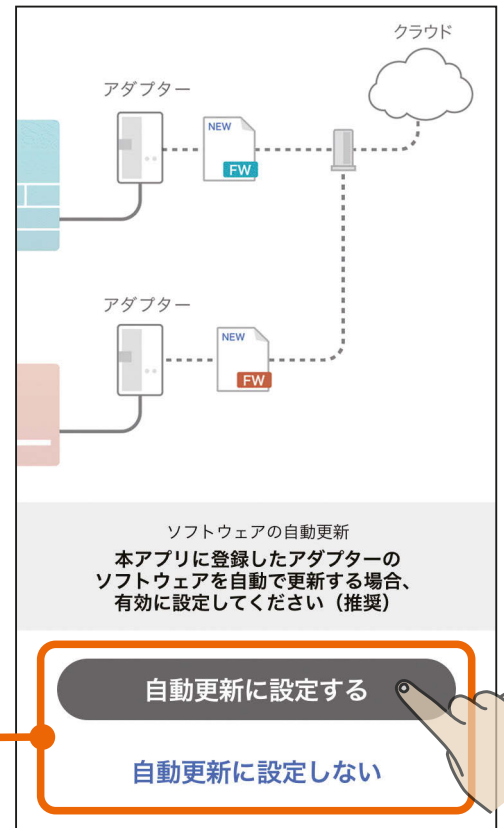 クラウド
アダプター
NEW
FW
アダプター
NEW
FW
ソフトウェアの自動更新
本アプリに登録したアダプターの
ソフトウェアを自動で更新する場合、
有効に設定してください（推奨）
自動更新に設定する
自動更新に設定しない